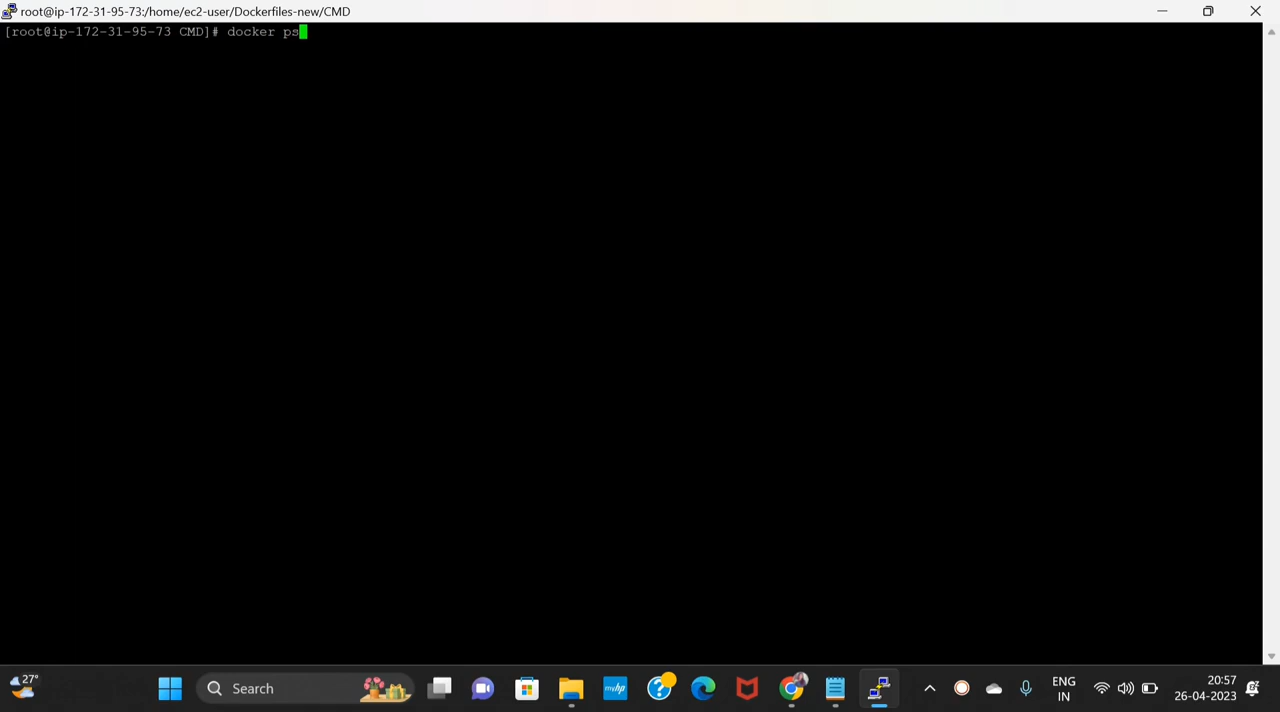 root@ip-172-31-95-73:/home/ec2-user/Dockerfiles-new/CMD
[root@ip-172-31-95-73 CMD]# docker ps
27°
Search
myhp
ENG
IN
20:57
26-04-2023